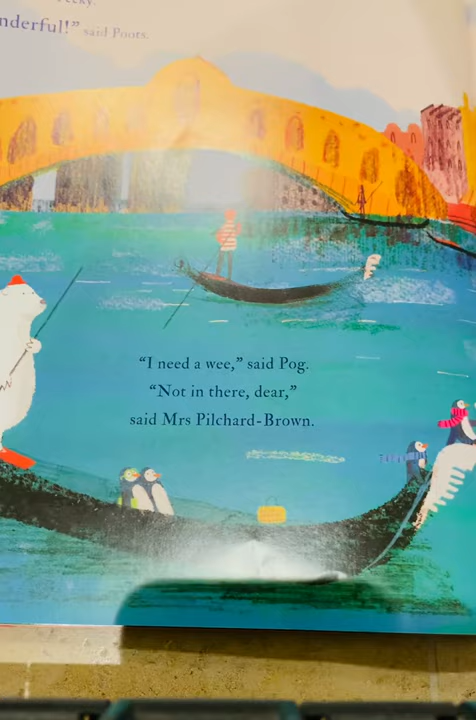 nderful!” said Poots.
“I need a wee,” said Pog.
“Not in there, dear,”
said Mrs Pilchard-Brown.